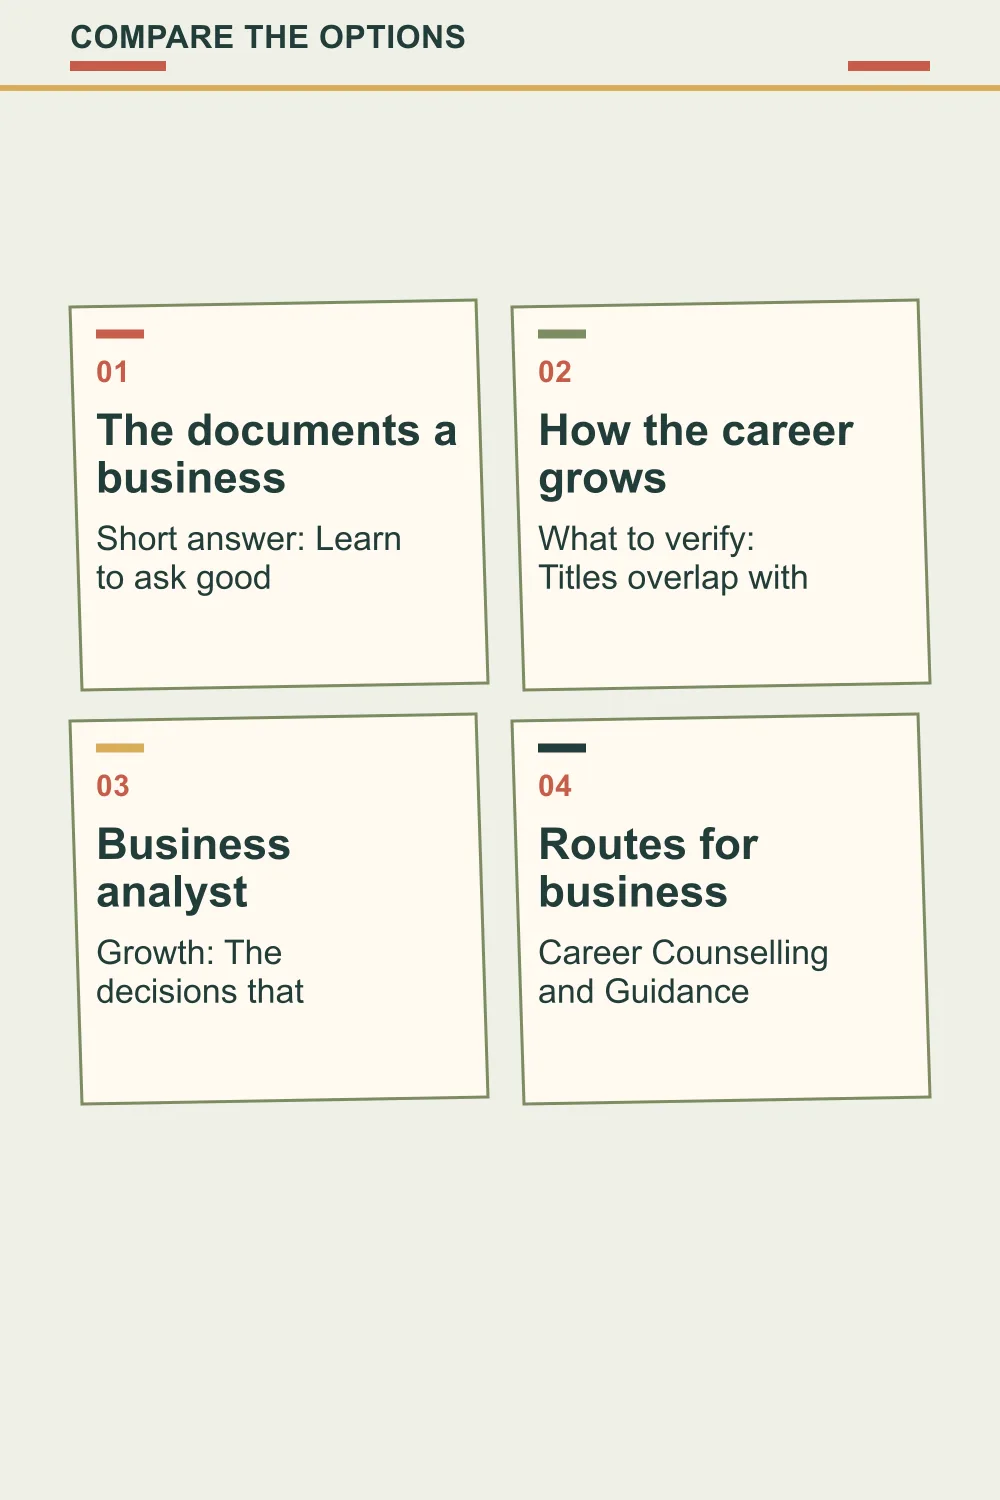 COMPARE THE OPTIONS
01
The documents a
business
Short answer: Learn
to ask good
02
How the career
grows
What to verify:
Titles overlap with
03
Business
analyst
Growth: The
decisions that
04
Routes for
business
Career Counselling
and Guidance